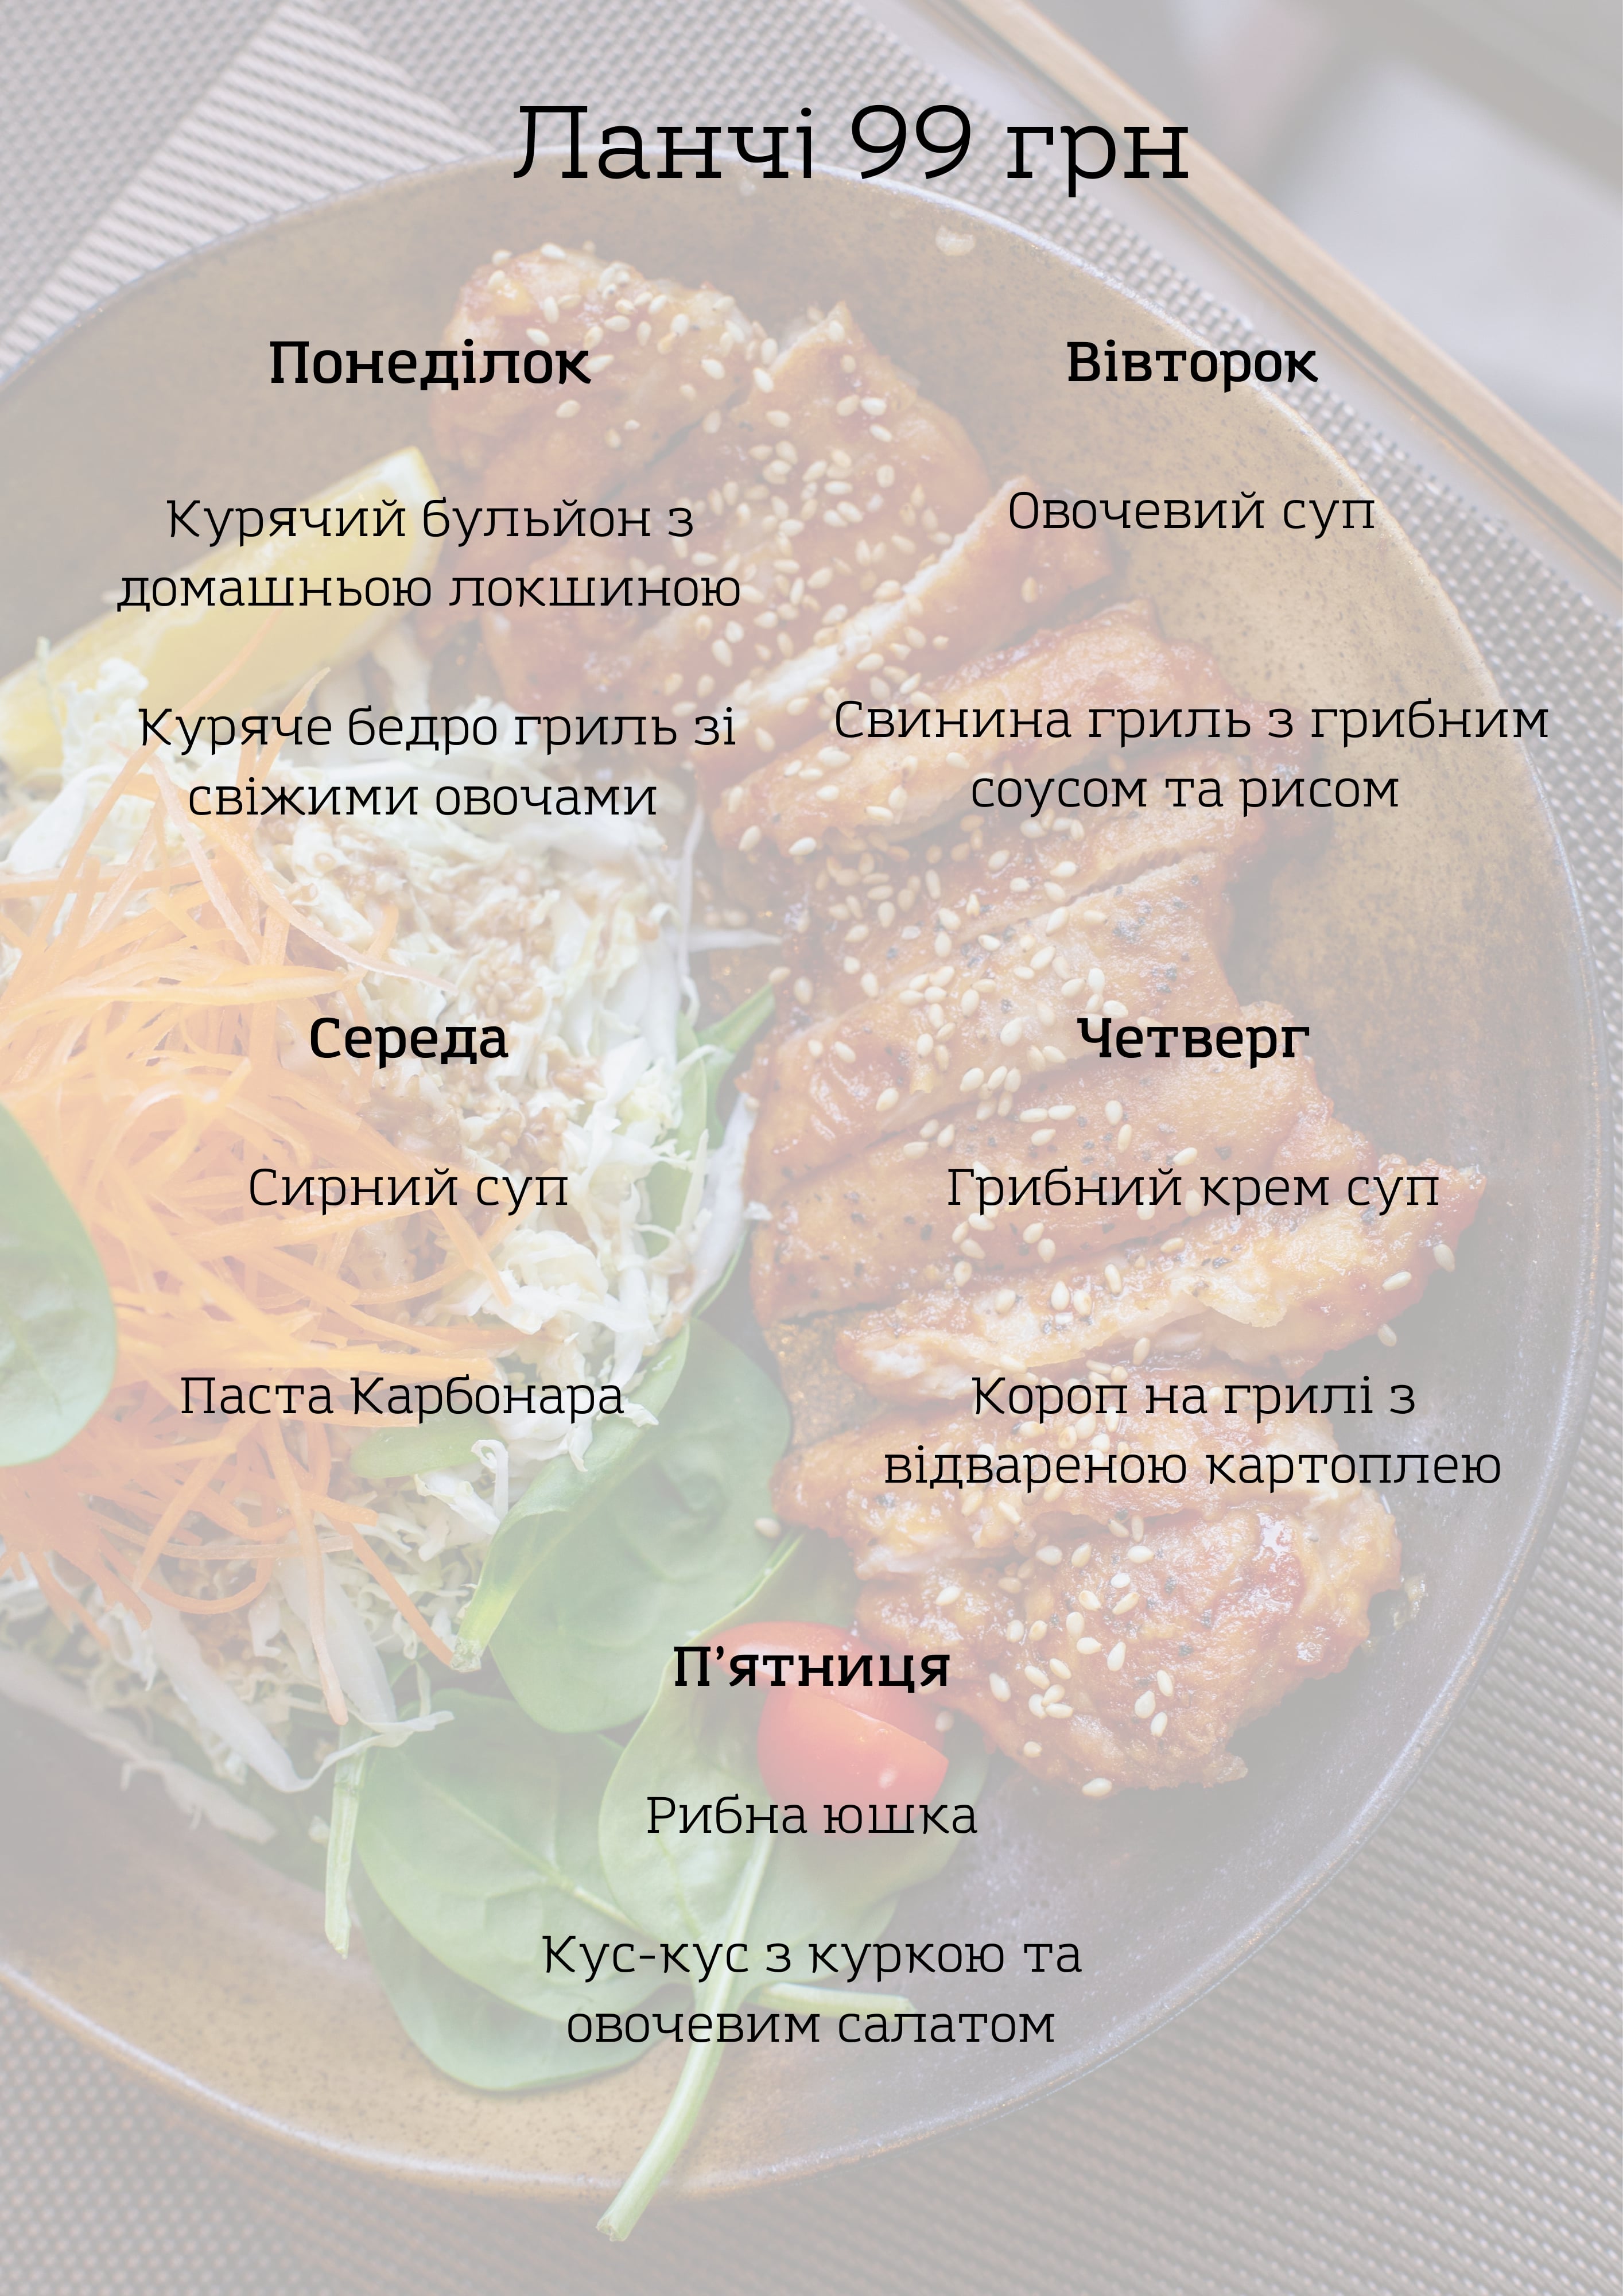 Ланчі 99 грн
Понеділок
Курячий бульйон з
домашньою локшиною
Куряче бедро гриль зі
свіжими овочами
Вівторок
Овочевий суп
Свинина гриль з грибним
соусом та рисом
Середа
Сирний суп
Паста Карбонара
Четверг
Грибний крем суп
Короп на грилі з
відвареною картоплею
П’ятниця
Рибна юшка
Кус-кус з куркою та
овочевим салатом